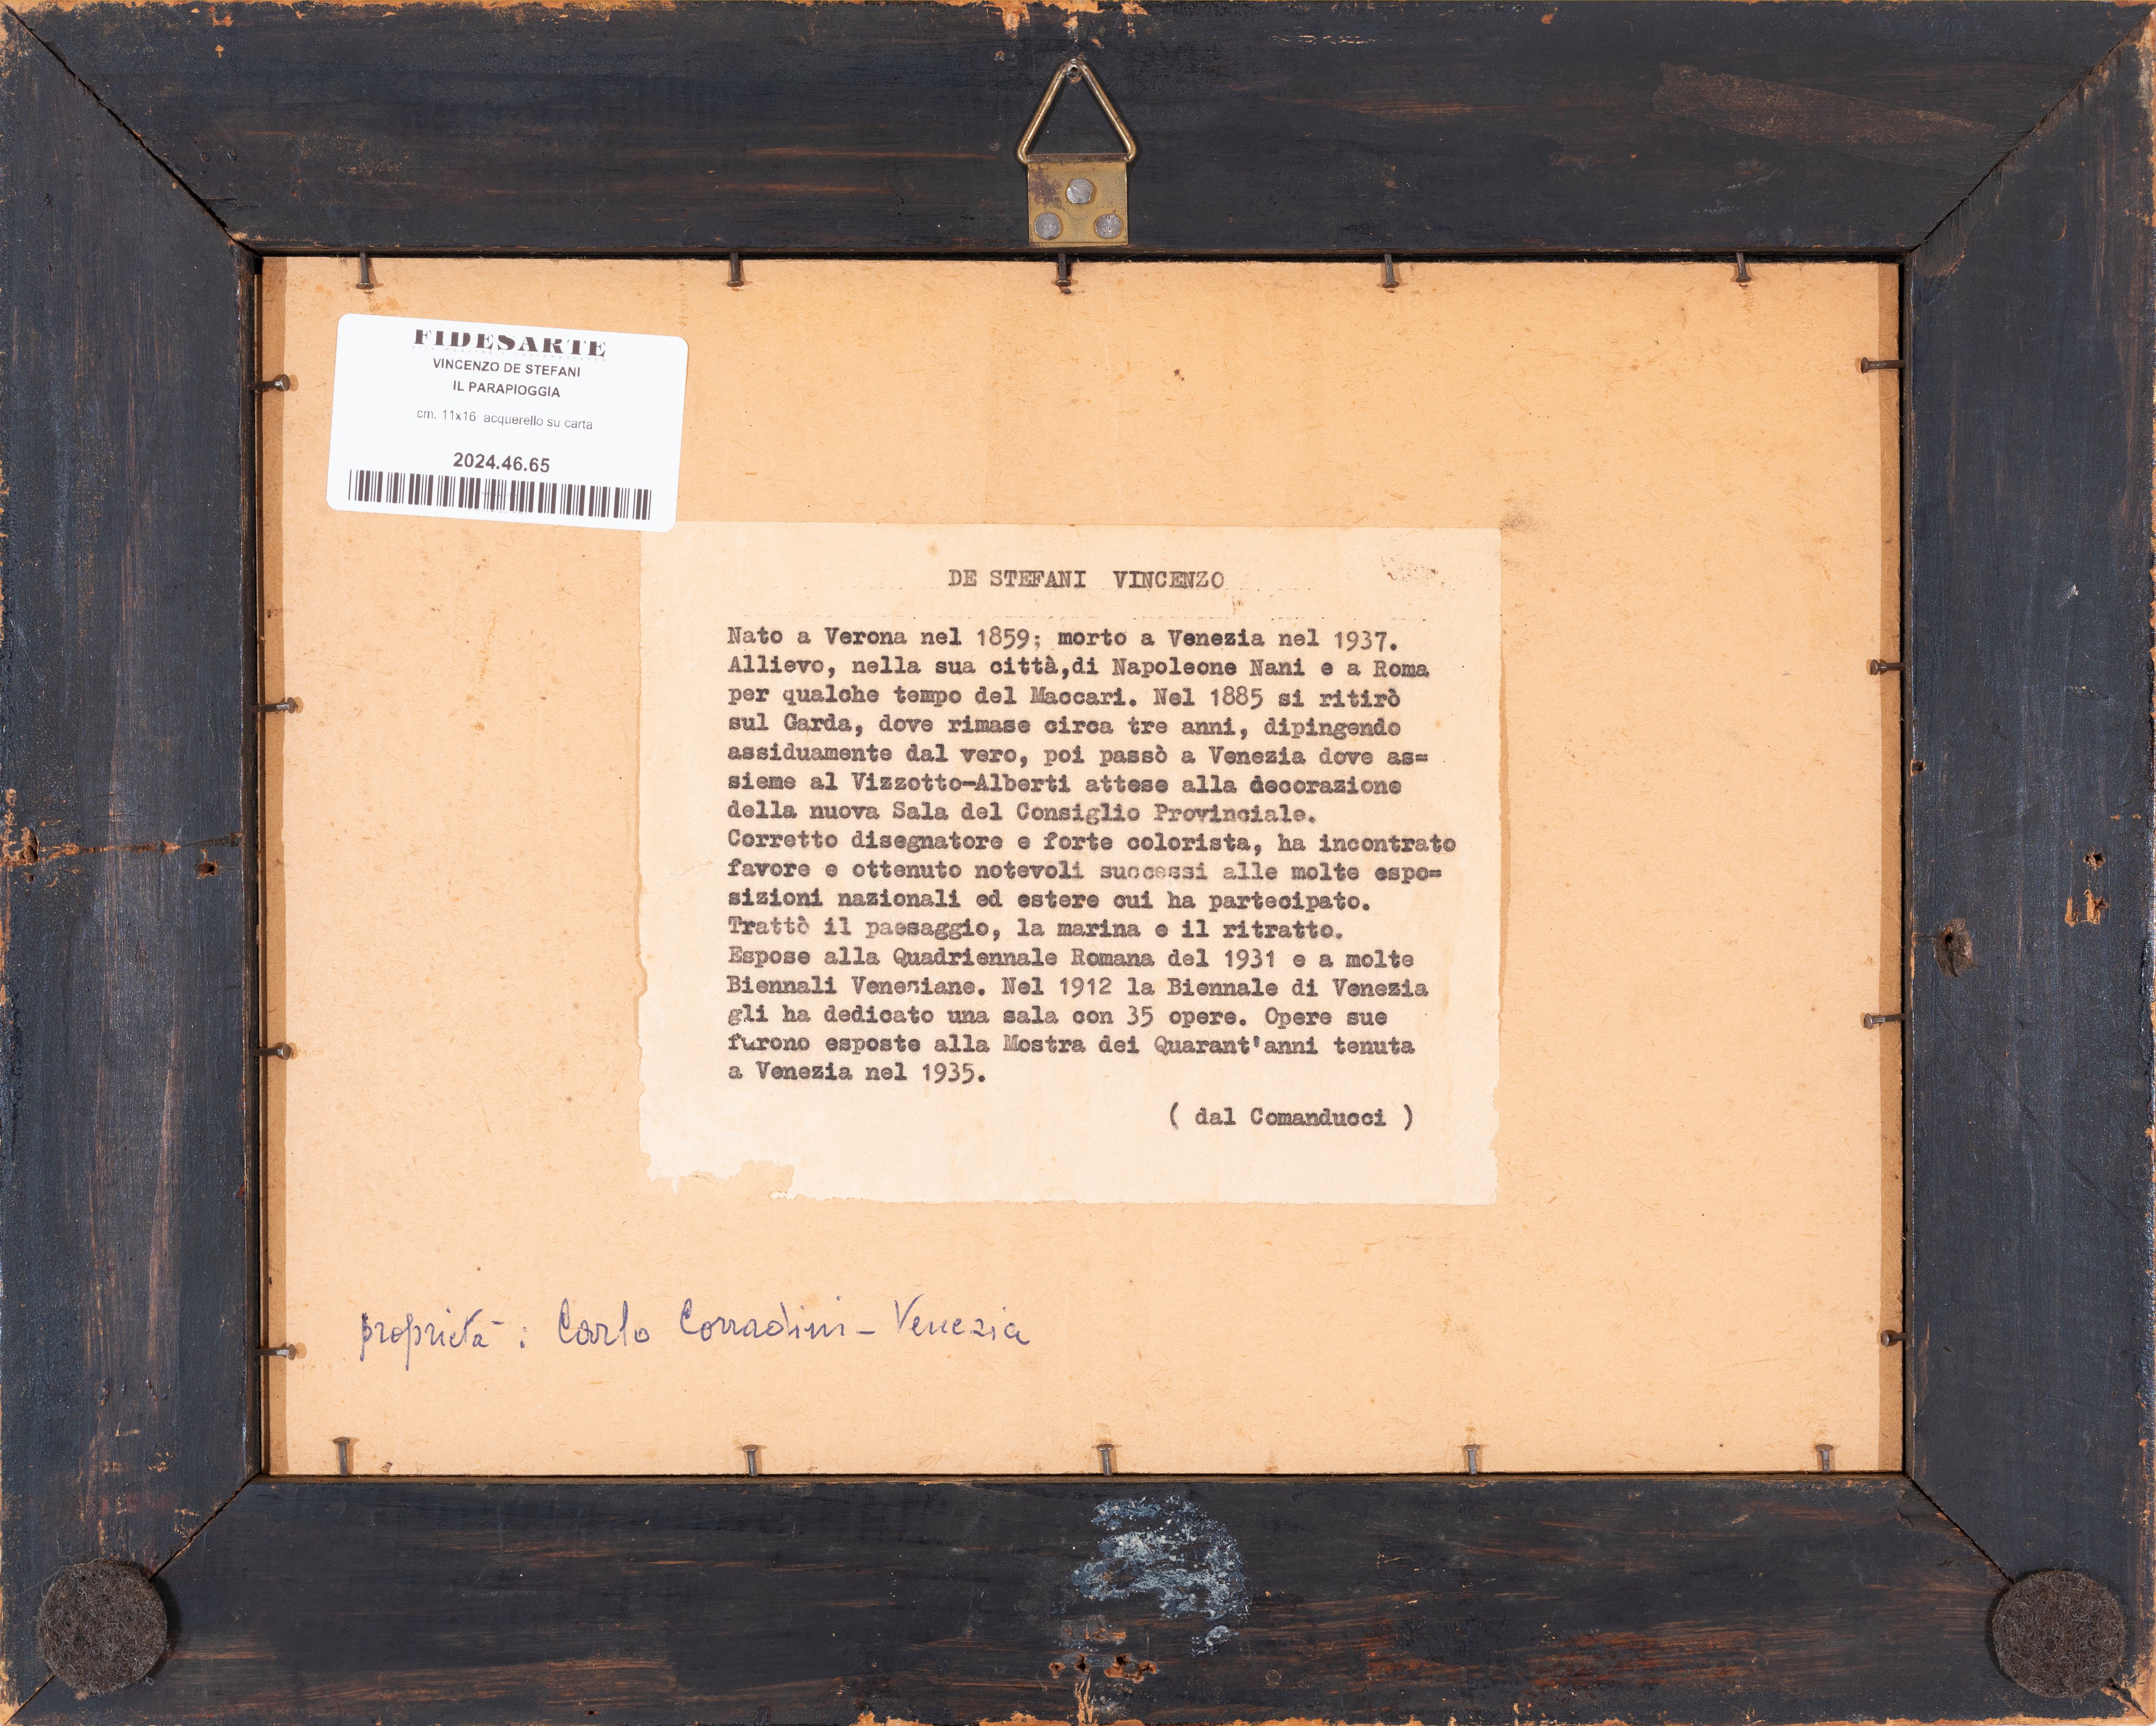 FIDESARTE
VINCENZO DE STEFANI
IL PARAPIOGGIA
cm. 11x16 acquerello su carta
2024.46.65
DE STEFANI VINCENZO
Nato a Verona nel 1859; morto a Venezia nel 1937.
Allievo, nella sua città,di Napoleone Nani e a Roma
per qualche tempo del Maccari. Nel 1885 si ritirò
sul Garda, dove rimase circa tre anni, dipingendo
assiduamente dal vero, poi passò a Venezia dove as=
sieme al Vizzotto-Alberti attese alla decorazione
della nuova Sala del Consiglio Provinciale.
Corretto disegnatore e forte colorista, ha incontrato
favore e ottenuto notevoli successi alle molte espo=
sizioni nazionali ed estere cui ha partecipato.
Trattò il paesaggio, la marina e il ritratto.
Espose alla Quadriennale Romana del 1931 e a molte
Biennali Veneziane. Nel 1912 la Biennale di Venezia
gli ha dedicato una sala con 35 opere. Opere sue
furono esposte alla Mostra dei Quarant'anni tenuta
a Venezia nel 1935.
( dal Comanducci )
proprietà : Carlo Corradini - Venezia